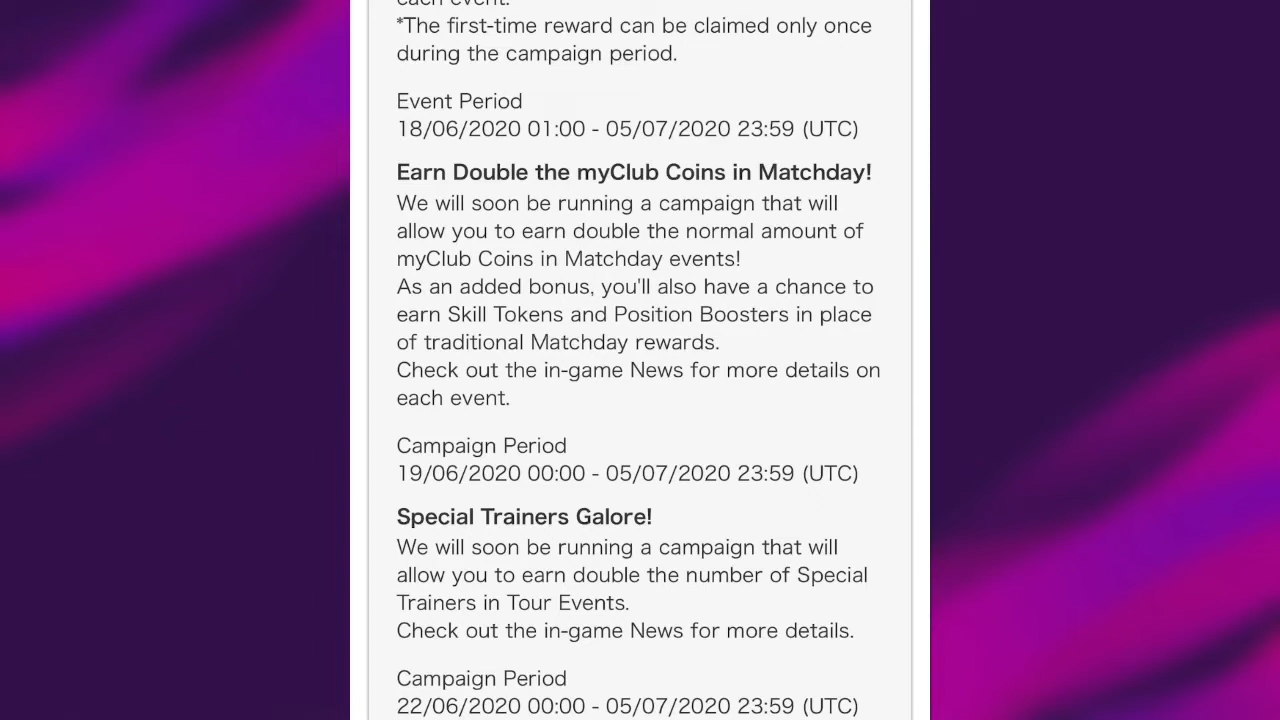 each event.
*The first-time reward can be claimed only once
during the campaign period.
Event Period
18/06/2020 01:00 - 05/07/2020 23:59 (UTC)
Earn Double the myClub Coins in Matchday!
We will soon be running a campaign that will
allow you to earn double the normal amount of
myClub Coins in Matchday events!
As an added bonus, you'll also have a chance to
earn Skill Tokens and Position Boosters in place
of traditional Matchday rewards.
Check out the in-game News for more details on
each event.
Campaign Period
19/06/2020 00:00 - 05/07/2020 23:59 (UTC)
Special Trainers Galore!
We will soon be running a campaign that will
allow you to earn double the number of Special
Trainers in Tour Events.
Check out the in-game News for more details.
Campaign Period
22/06/2020 00:00 - 05/07/2020 23:59 (UTC)